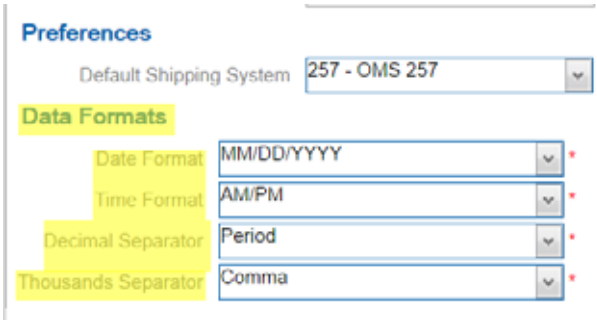 Preferences
Default Shipping System 257 - OMS 257
Data Formats
Date Format MM/DD/YYYY *
Time Format AM/PM *
Decimal Separator Period *
Thousands Separator Comma *